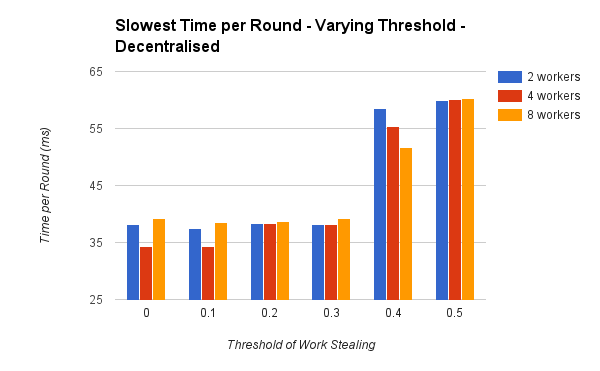 Slowest Time per Round - Varying Threshold -
Decentralised
65
55
45
35
25
Time per Round (ms)
0 0.1 0.2 0.3 0.4 0.5
Threshold of Work Stealing
2 workers
4 workers
8 workers